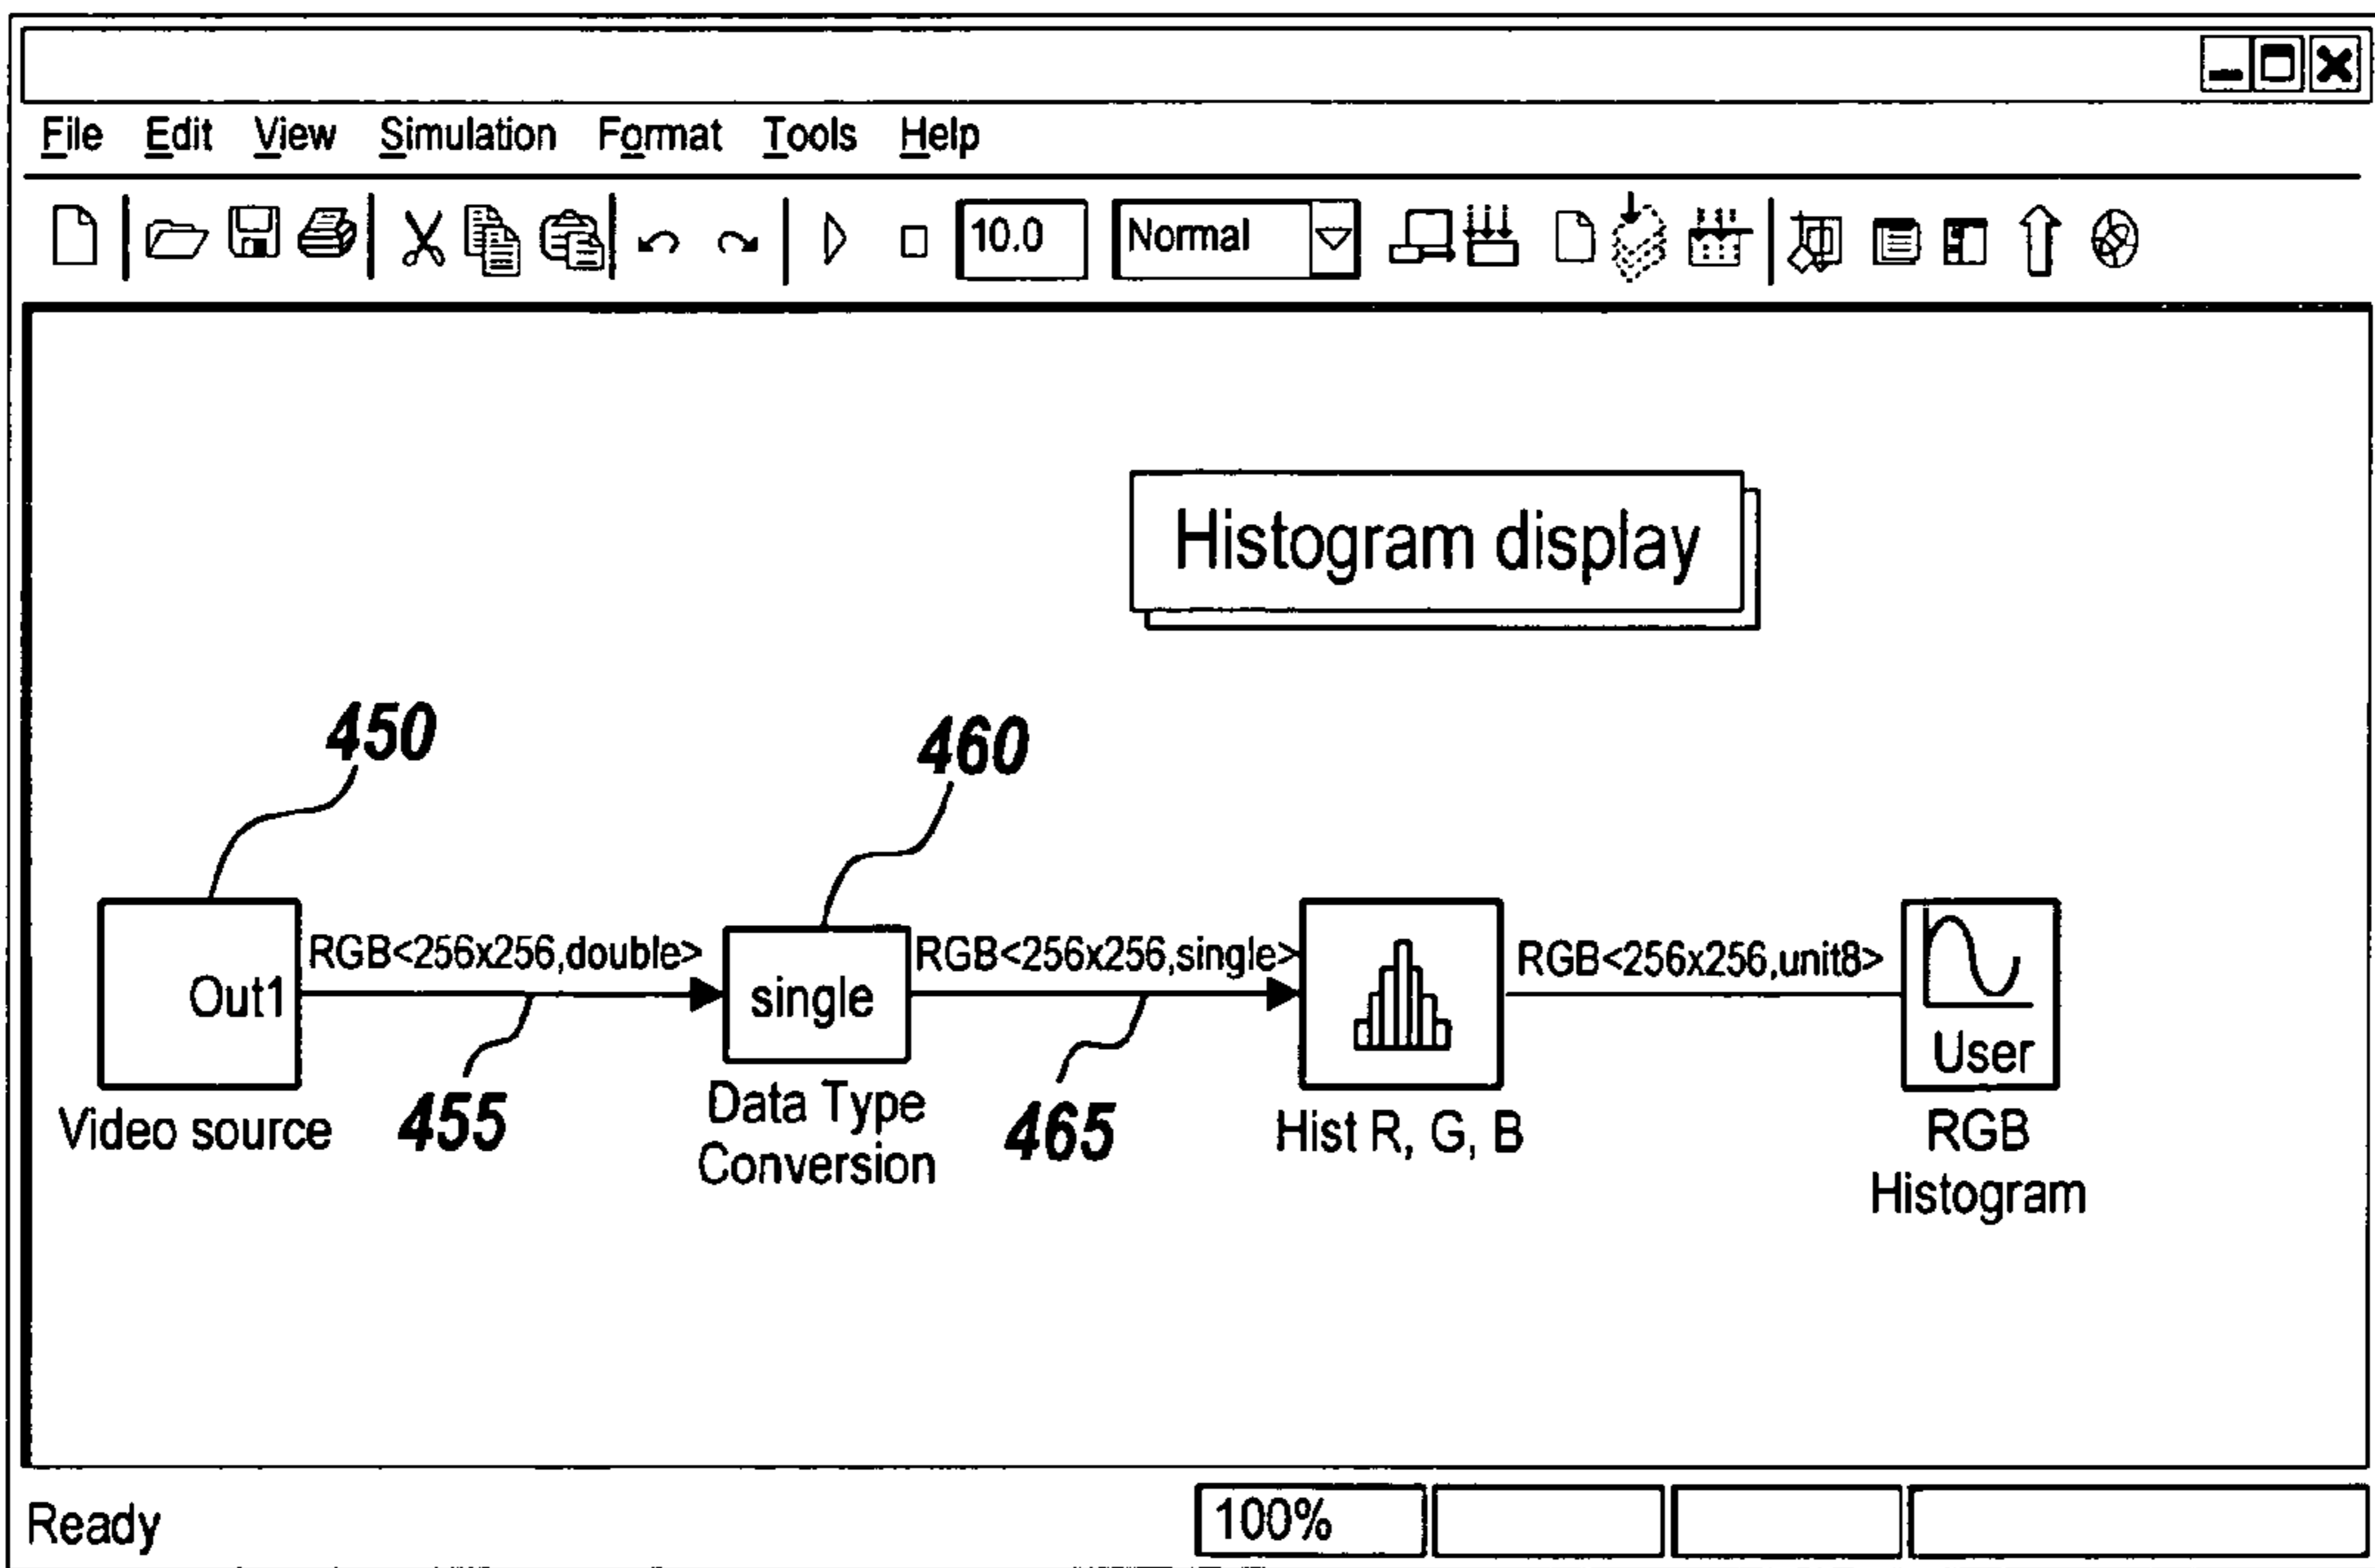 File Edit View Simulation Format Tools Help
10.0 Normal
Histogram display
450
460
RGB<256x256,double>
RGB<256x256,single>
RGB<256x256,unit8>
Out1
single
User
455
465
Video source
Data Type
Conversion
Hist R, G, B
RGB
Histogram
Ready
100%